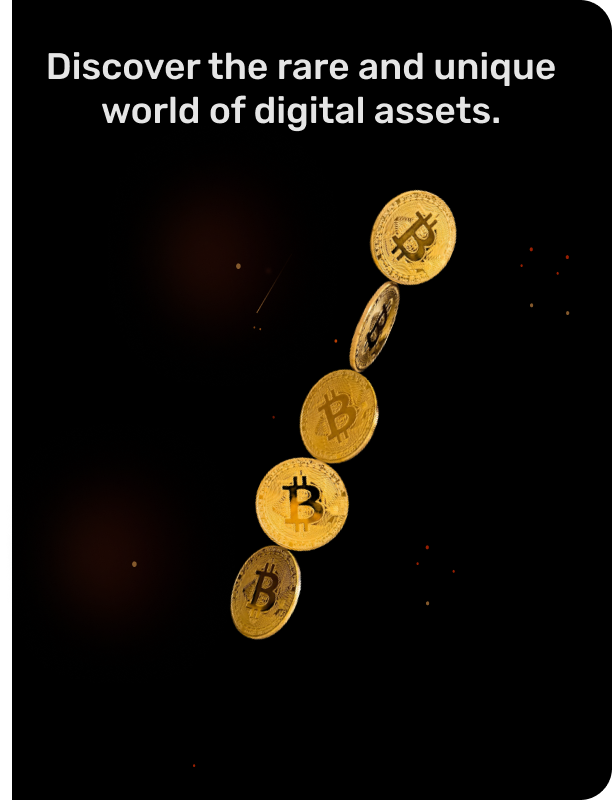 Discover the rare and unique
world of digital assets.